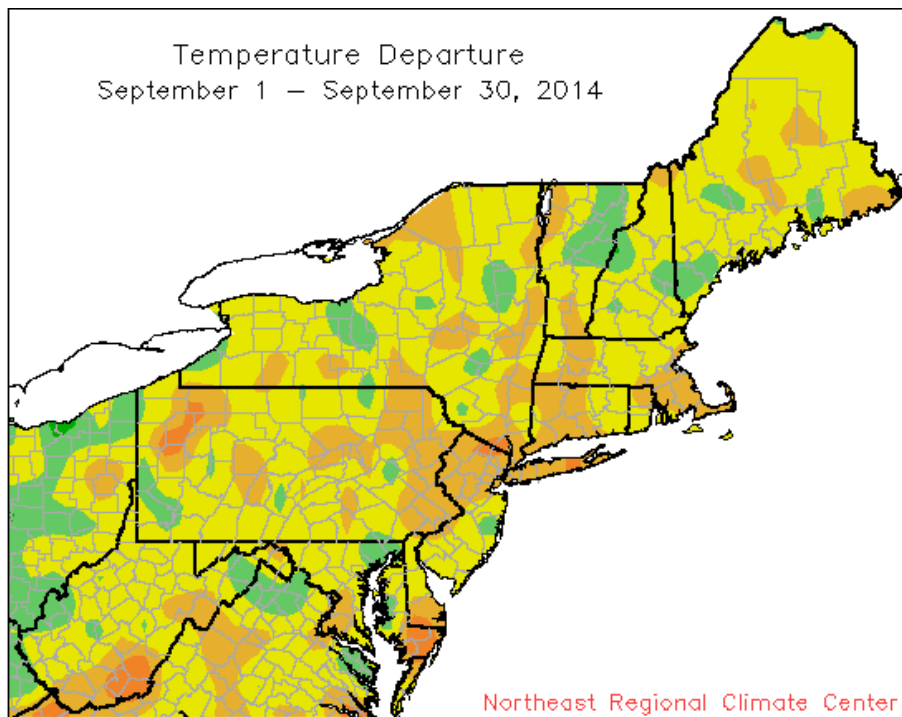 Temperature Departure
September 1 – September 30, 2014
Northeast Regional Climate Center